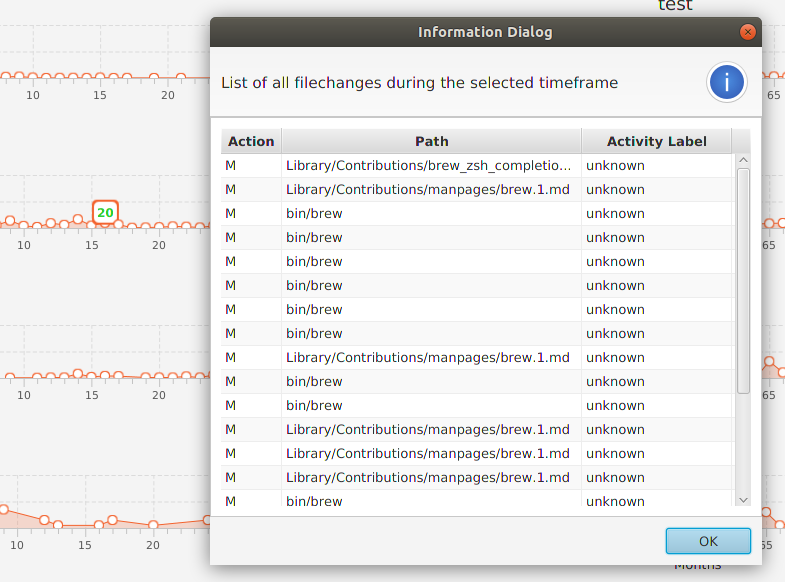 test
Information Dialog
List of all filechanges during the selected timeframe
i
Action Path Activity Label
M Library/Contributions/brew_zsh_completio... unknown
M Library/Contributions/manpages/brew.1.md unknown
M bin/brew unknown
M bin/brew unknown
M bin/brew unknown
M bin/brew unknown
M bin/brew unknown
M bin/brew unknown
M Library/Contributions/manpages/brew.1.md unknown
M bin/brew unknown
M bin/brew unknown
M Library/Contributions/manpages/brew.1.md unknown
M Library/Contributions/manpages/brew.1.md unknown
M Library/Contributions/manpages/brew.1.md unknown
M bin/brew unknown
OK
10 15 20 65
20
10 15 20 65
10 15 20 65
10 15 20 65
Months